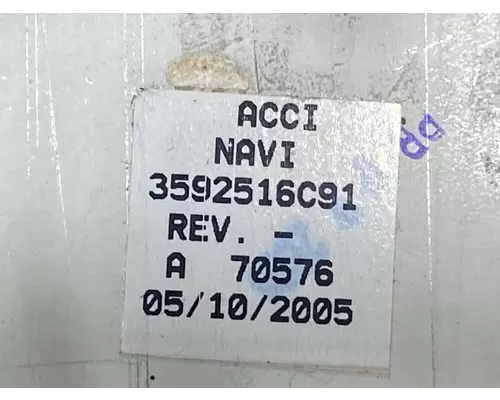 ACCI
NAVI
3592516C91
REV. -
A 70576
05/10/2005